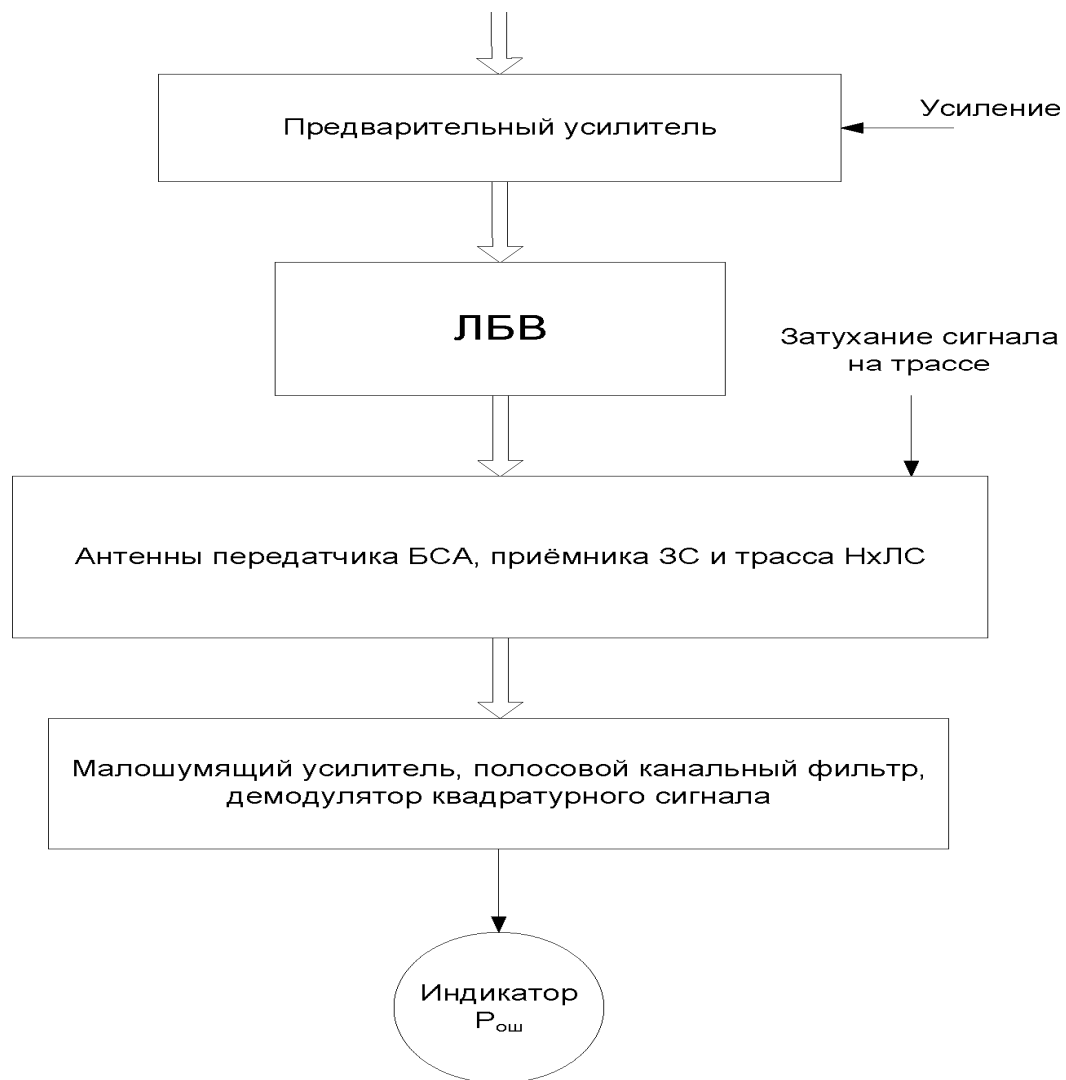 Усиление
Предварительный усилитель
ЛБВ
Затухание сигнала
на трассе
Антенны передатчика БСА, приёмника ЗС и трасса НхЛС
Малошумящий усилитель, полосовой канальный фильтр,
демодулятор квадратурного сигнала
Индикатор
Рош